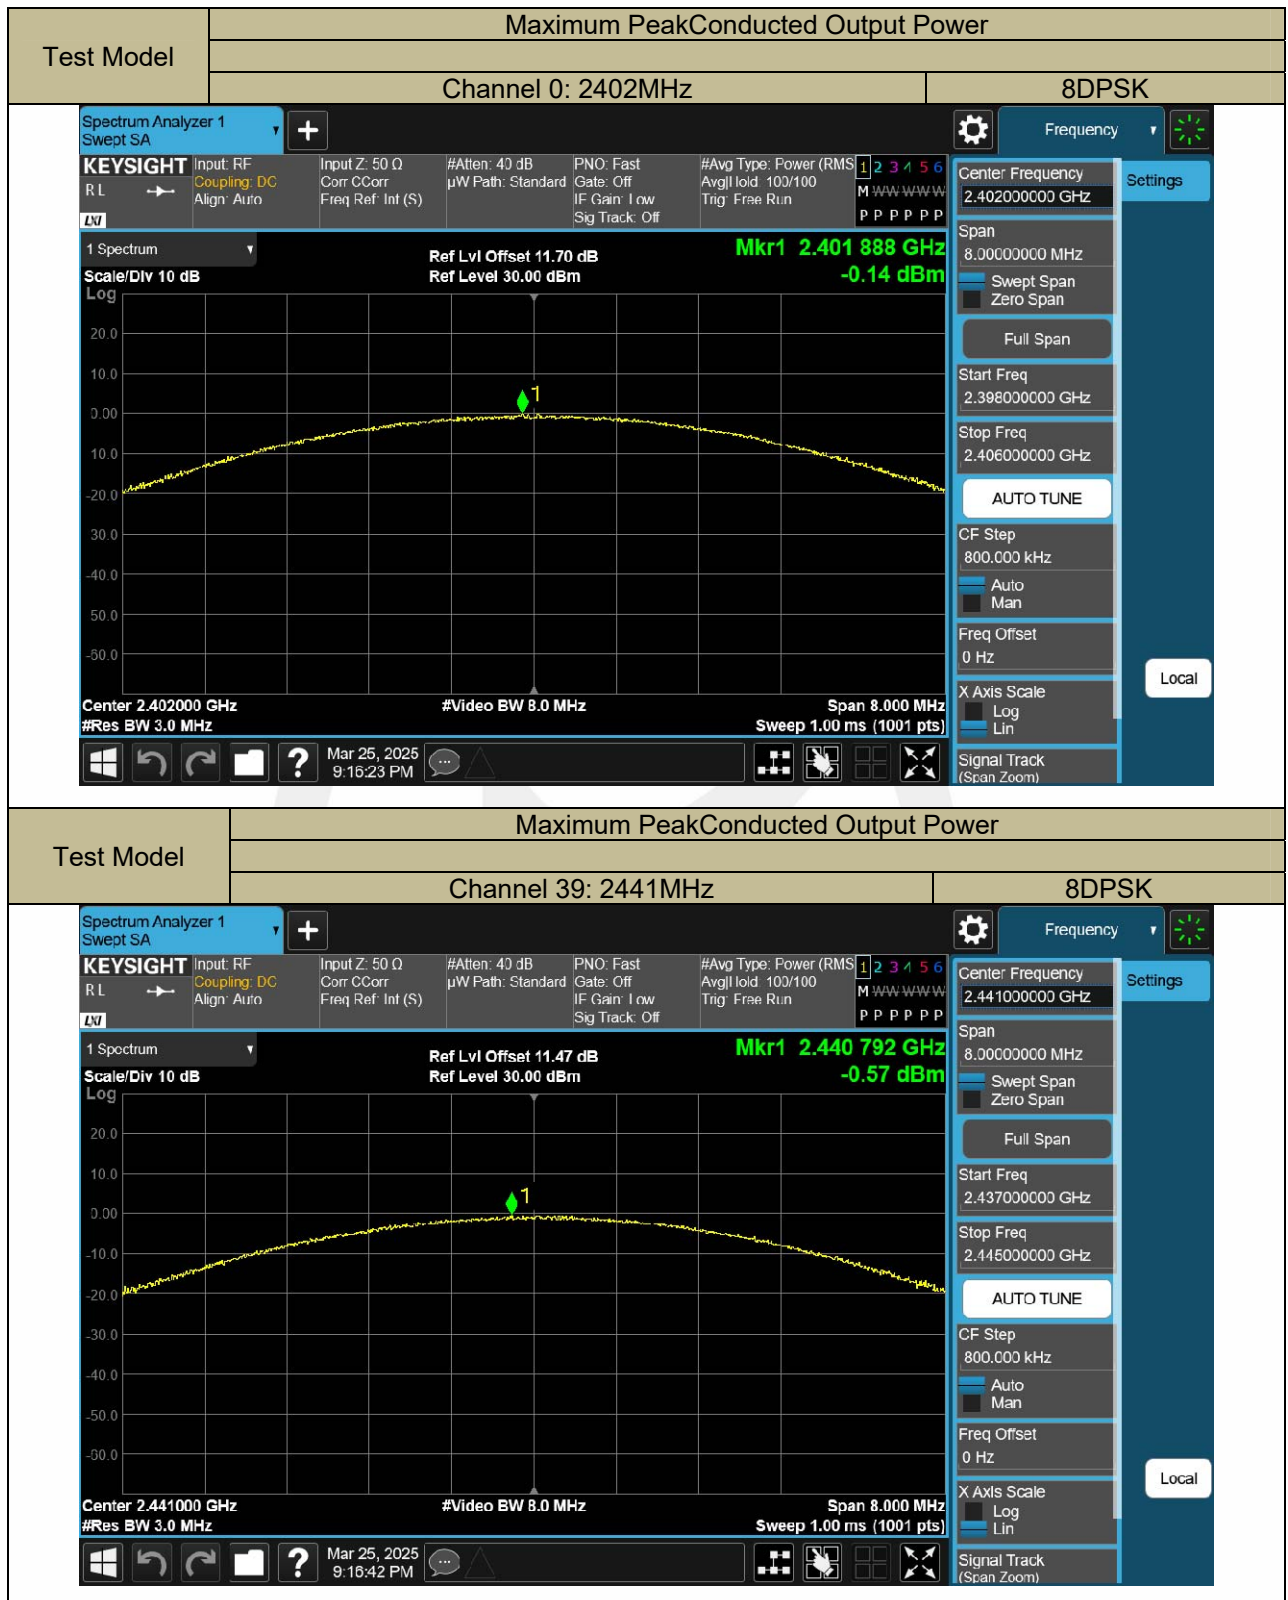 Test Model
Maximum PeakConducted Output Power
Channel 0: 2402MHz 8DPSK
Spectrum Analyzer 1
Swept SA
Frequency
KEYSIGHT
R L
LXI
Input: RF
Coupling: DC
Align: Auto
Input Z: 50 Ω
Corr CCorr
Freq Ref: Int (S)
#Atten: 40 dB
µW Path: Standard
PNO: Fast
Gate: Off
IF Gain: Low
Sig Track: Off
#Avg Type: Power (RMS
Avg|Hold: 100/100
Trig: Free Run
1 2 3 4 5 6
M W W W W W
P P P P P P
1 Spectrum
Scale/Div 10 dB
Log
Ref Lvl Offset 11.70 dB
Ref Level 30.00 dBm
Mkr1 2.401 888 GHz
-0.14 dBm
1
20.0
10.0
0.00
10.0
-20.0
30.0
-40.0
50.0
Center 2.402000 GHz
#Res BW 3.0 MHz
#Video BW 8.0 MHz
Span 8.000 MHz
Sweep 1.00 ms (1001 pts)
Mar 25, 2025
9:16:23 PM
?
Center Frequency
2.402000000 GHz
Settings
Span
8.00000000 MHz
Swept Span
Zero Span
Full Span
Start Freq
2.398000000 GHz
Stop Freq
2.406000000 GHz
AUTO TUNE
CF Step
800.000 kHz
Auto
Man
Freq Offset
0 Hz
X Axis Scale
Log
Lin
Local
Signal Track
(Span Zoom)
Test Model
Maximum PeakConducted Output Power
Channel 39: 2441MHz 8DPSK
Spectrum Analyzer 1
Swept SA
Frequency
KEYSIGHT
R L
LXI
Input: RF
Coupling: DC
Align: Auto
Input Z: 50 Ω
Corr CCorr
Freq Ref: Int (S)
#Atten: 40 dB
µW Path: Standard
PNO: Fast
Gate: Off
IF Gain: Low
Sig Track: Off
#Avg Type: Power (RMS
Avg|Hold: 100/100
Trig: Free Run
1 2 3 4 5 6
M W W W W W
P P P P P P
1 Spectrum
Scale/Div 10 dB
Log
Ref Lvl Offset 11.47 dB
Ref Level 30.00 dBm
Mkr1 2.440 792 GHz
-0.57 dBm
1
20.0
10.0
0.00
-10.0
-20.0
-30.0
-40.0
-50.0
Center 2.441000 GHz
#Res BW 3.0 MHz
#Video BW 8.0 MHz
Span 8.000 MHz
Sweep 1.00 ms (1001 pts)
Mar 25, 2025
9:16:42 PM
?
Center Frequency
2.441000000 GHz
Settings
Span
8.00000000 MHz
Swept Span
Zero Span
Full Span
Start Freq
2.437000000 GHz
Stop Freq
2.445000000 GHz
AUTO TUNE
CF Step
800.000 kHz
Auto
Man
Freq Offset
0 Hz
X Axis Scale
Log
Lin
Local
Signal Track
(Span Zoom)